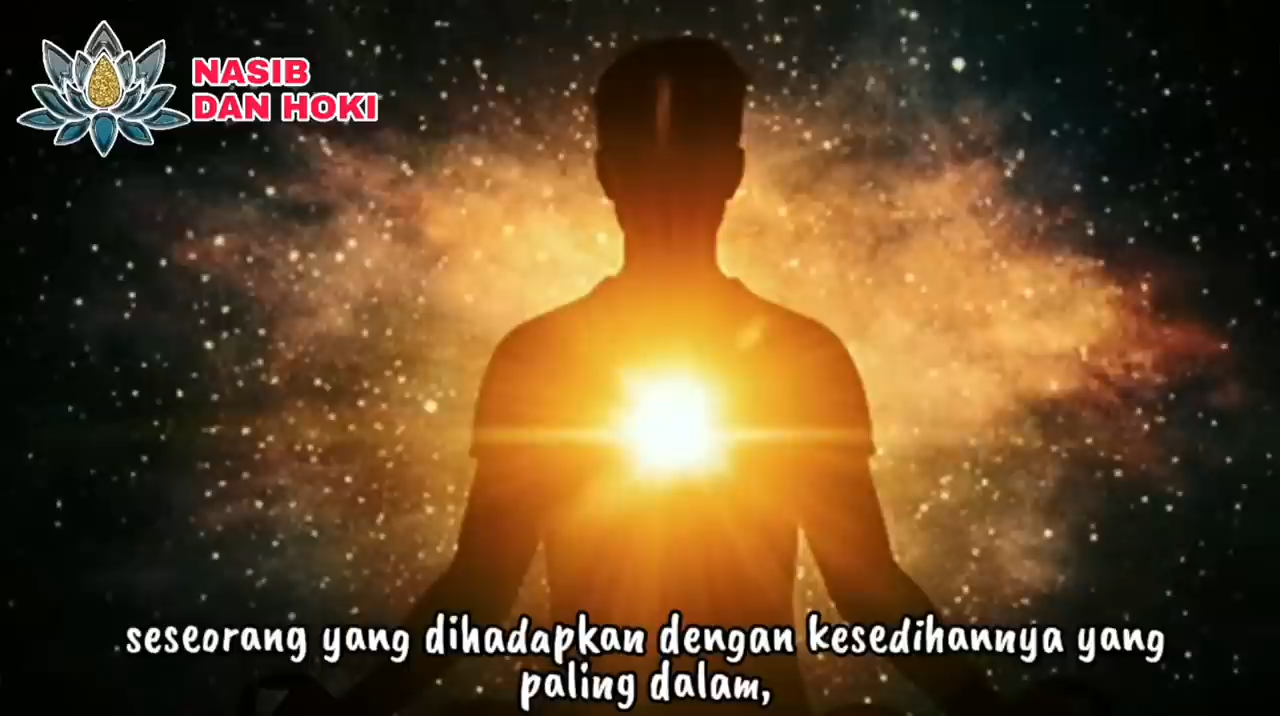 NASIB
DAN HOKI
seseorang yang dihadapkan dengan kesedihannya yang
paling dalam,